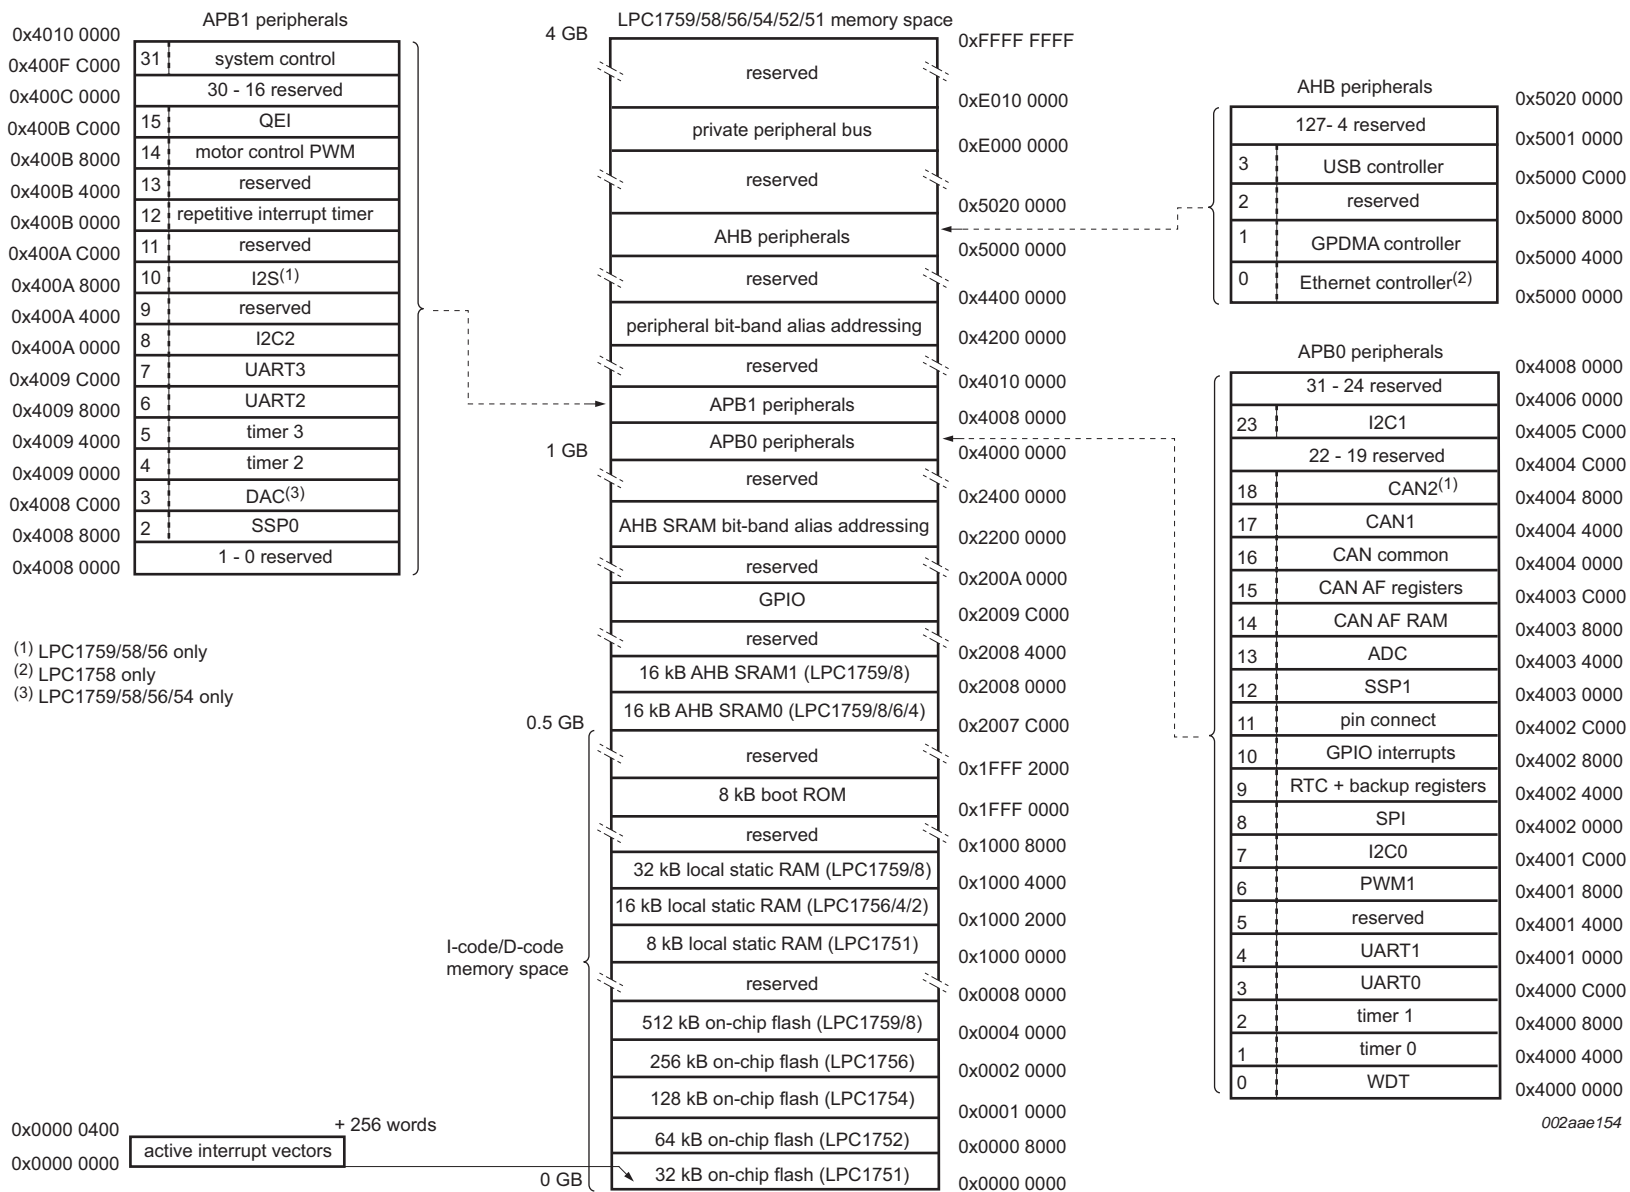 APB1 peripherals
0x4010 0000
31 system control
0x400F C000
30 - 16 reserved
0x400C 0000
15 QEI
0x400B C000
14 motor control PWM
0x400B 8000
13 reserved
0x400B 4000
12 repetitive interrupt timer
0x400B 0000
11 reserved
0x400A C000
10 I2S(1)
0x400A 8000
9 reserved
0x400A 4000
8 I2C2
0x400A 0000
7 UART3
0x4009 C000
6 UART2
0x4009 8000
5 timer 3
0x4009 4000
4 timer 2
0x4009 0000
3 DAC(3)
0x4008 C000
2 SSP0
0x4008 8000
1 - 0 reserved
0x4008 0000
(1) LPC1759/58/56 only
(2) LPC1758 only
(3) LPC1759/58/56/54 only
0x0000 0400
+ 256 words
active interrupt vectors
0x0000 0000
LPC1759/58/56/54/52/51 memory space
4 GB
0xFFFF FFFF
reserved
0xE010 0000
private peripheral bus
0xE000 0000
reserved
0x5020 0000
AHB peripherals
0x5000 0000
reserved
0x4400 0000
peripheral bit-band alias addressing
0x4200 0000
reserved
0x4010 0000
APB1 peripherals
0x4008 0000
APB0 peripherals
1 GB
0x4000 0000
reserved
0x2400 0000
AHB SRAM bit-band alias addressing
0x2200 0000
reserved
0x200A 0000
GPIO
0x2009 C000
reserved
0x2008 4000
16 kB AHB SRAM1 (LPC1759/8)
0x2008 0000
16 kB AHB SRAM0 (LPC1759/8/6/4)
0.5 GB
0x2007 C000
reserved
0x1FFF 2000
8 kB boot ROM
0x1FFF 0000
reserved
0x1000 8000
32 kB local static RAM (LPC1759/8)
0x1000 4000
16 kB local static RAM (LPC1756/4/2)
0x1000 2000
8 kB local static RAM (LPC1751)
0x1000 0000
I-code/D-code
memory space
reserved
0x0008 0000
512 kB on-chip flash (LPC1759/8)
0x0004 0000
256 kB on-chip flash (LPC1756)
0x0002 0000
128 kB on-chip flash (LPC1754)
0x0001 0000
64 kB on-chip flash (LPC1752)
0x0000 8000
32 kB on-chip flash (LPC1751)
0 GB
0x0000 0000
AHB peripherals
0x5020 0000
127- 4 reserved
0x5001 0000
3 USB controller
0x5000 C000
2 reserved
0x5000 8000
1 GPDMA controller
0x5000 4000
0 Ethernet controller(2)
0x5000 0000
APB0 peripherals
0x4008 0000
31 - 24 reserved
0x4006 0000
23 I2C1
0x4005 C000
22 - 19 reserved
0x4004 C000
18 CAN2(1)
0x4004 8000
17 CAN1
0x4004 4000
16 CAN common
0x4004 0000
15 CAN AF registers
0x4003 C000
14 CAN AF RAM
0x4003 8000
13 ADC
0x4003 4000
12 SSP1
0x4003 0000
11 pin connect
0x4002 C000
10 GPIO interrupts
0x4002 8000
9 RTC + backup registers
0x4002 4000
8 SPI
0x4002 0000
7 I2C0
0x4001 C000
6 PWM1
0x4001 8000
5 reserved
0x4001 4000
4 UART1
0x4001 0000
3 UART0
0x4000 C000
2 timer 1
0x4000 8000
1 timer 0
0x4000 4000
0 WDT
0x4000 0000
002aae154